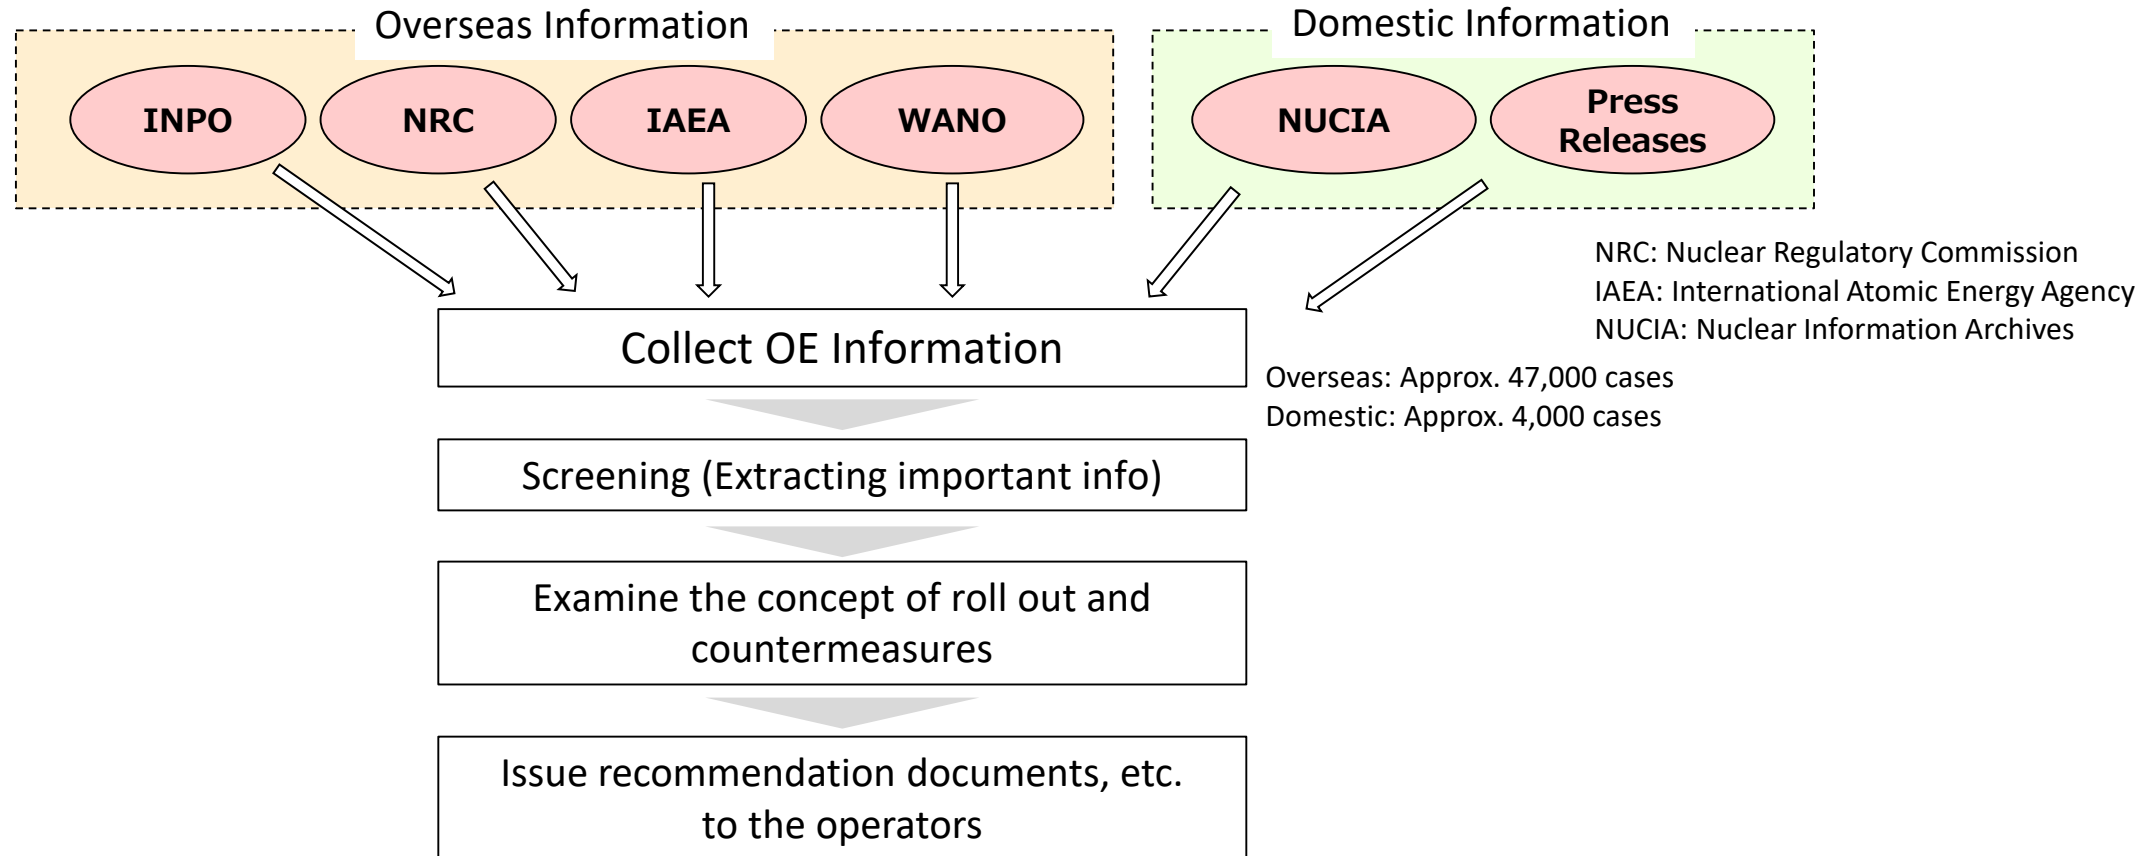 Overseas Information
Domestic Information
INPO
NRC
IAEA
WANO
NUCIA
Press
Releases
NRC: Nuclear Regulatory Commission
IAEA: International Atomic Energy Agency
NUCIA: Nuclear Information Archives
Collect OE Information
Overseas: Approx. 47,000 cases
Domestic: Approx. 4,000 cases
Screening (Extracting important info)
Examine the concept of roll out and
countermeasures
Issue recommendation documents, etc.
to the operators